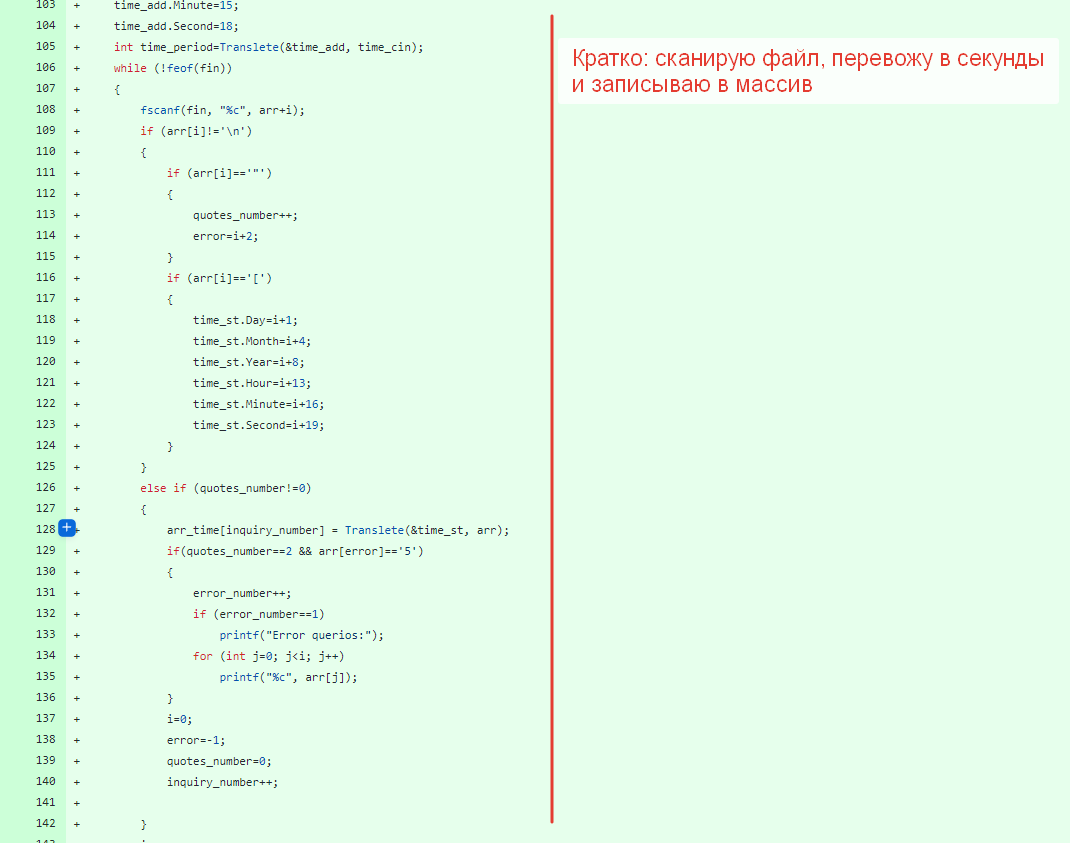 103 + time_add.Minute=15;
104 + time_add.Second=18;
105 + int time_period=Translete(&time_add, time_cin);
106 + while (!feof(fin))
107 + {
108 + fscanf(fin, "%c", arr+i);
109 + if (arr[i]!='\n')
110 + {
111 + if (arr[i]=='"')
112 + {
113 + quotes_number++;
114 + error=i+2;
115 + }
116 + if (arr[i]=='[')
117 + {
118 + time_st.Day=i+1;
119 + time_st.Month=i+4;
120 + time_st.Year=i+8;
121 + time_st.Hour=i+13;
122 + time_st.Minute=i+16;
123 + time_st.Second=i+19;
124 + }
125 + }
126 + else if (quotes_number!=0)
127 + {
128 + arr_time[inquiry_number] = Translete(&time_st, arr);
129 + if(quotes_number==2 && arr[error]=='5')
130 + {
131 + error_number++;
132 + if (error_number==1)
133 + printf("Error querios:");
134 + for (int j=0; j<i; j++)
135 + printf("%c", arr[j]);
136 + }
137 + i=0;
138 + error=-1;
139 + quotes_number=0;
140 + inquiry_number++;
141 +
142 + }
Кратко: сканирую файл, перевожу в секунды
и записываю в массив